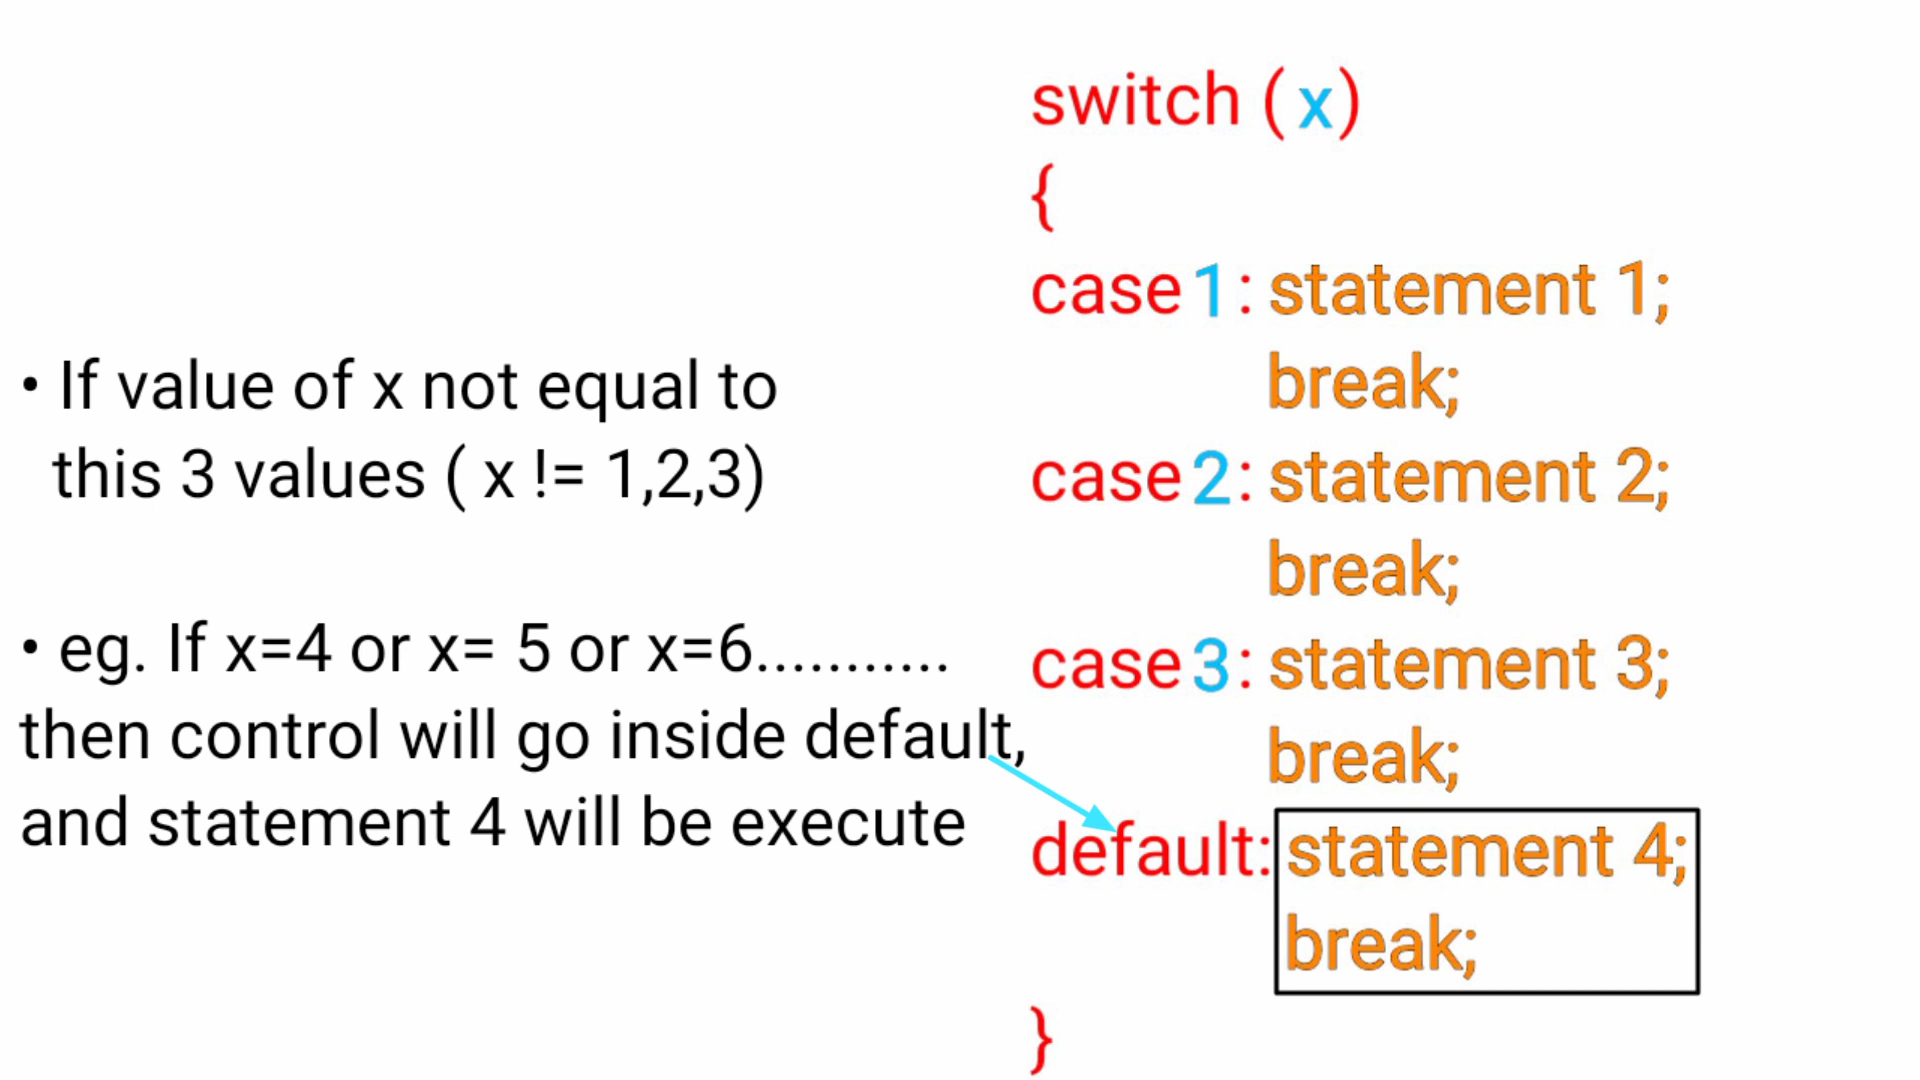 • If value of x not equal to
this 3 values ( x != 1,2,3)
• eg. If x=4 or x= 5 or x=6...........
then control will go inside default,
and statement 4 will be execute
switch ( x )
{
case 1 : statement 1;
break;
case 2 : statement 2;
break;
case 3 : statement 3;
break;
default: statement 4;
break;
}